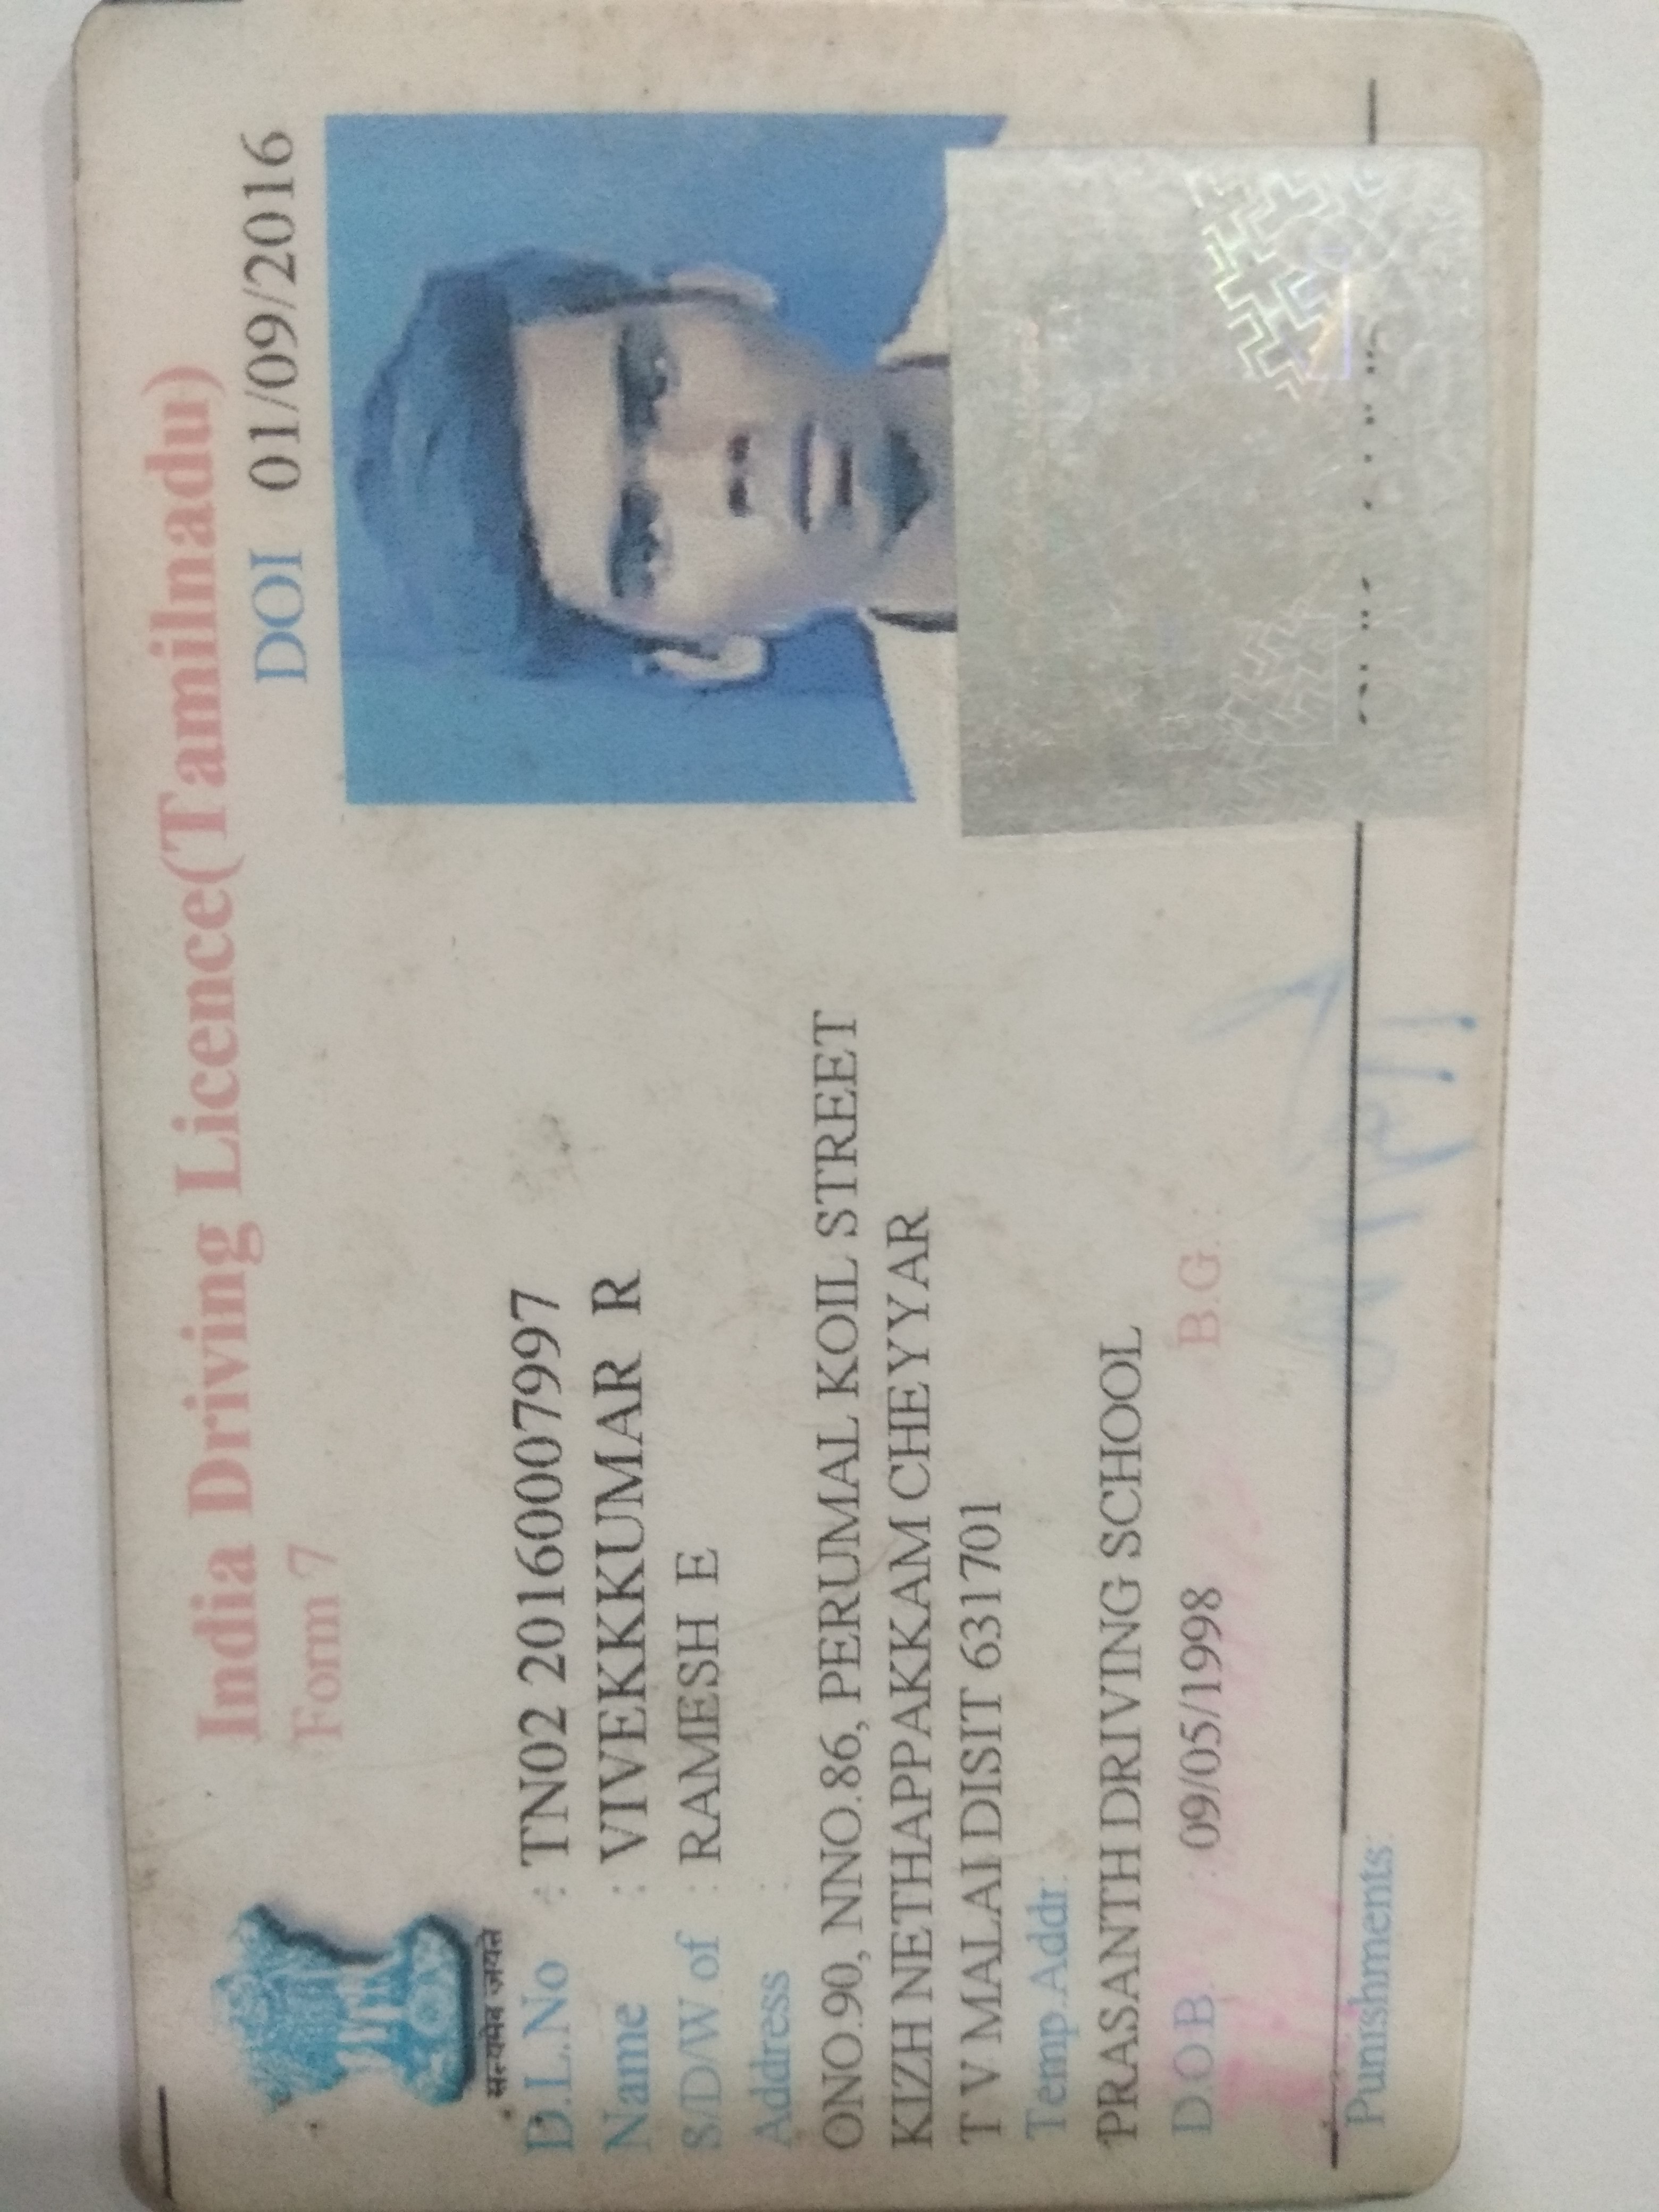 India Driving Licence(Tamilnadu)
Form 7
DOI 01/09/2016
सत्यमेव जयते
D.L.No : TN02 20160007997
Name : VIVEKKUMAR R
S/D/W.of : RAMESH E
Address :
ONO.90, NNO.86, PERUMAL KOIL STREET
KIZH NETHAPPAKKAM CHEYYAR
T V MALAI DISIT 631701
Temp.Addr:
PRASANTH DRIVING SCHOOL
D.O.B. : 09/05/1998 B.G.:
Punishments: